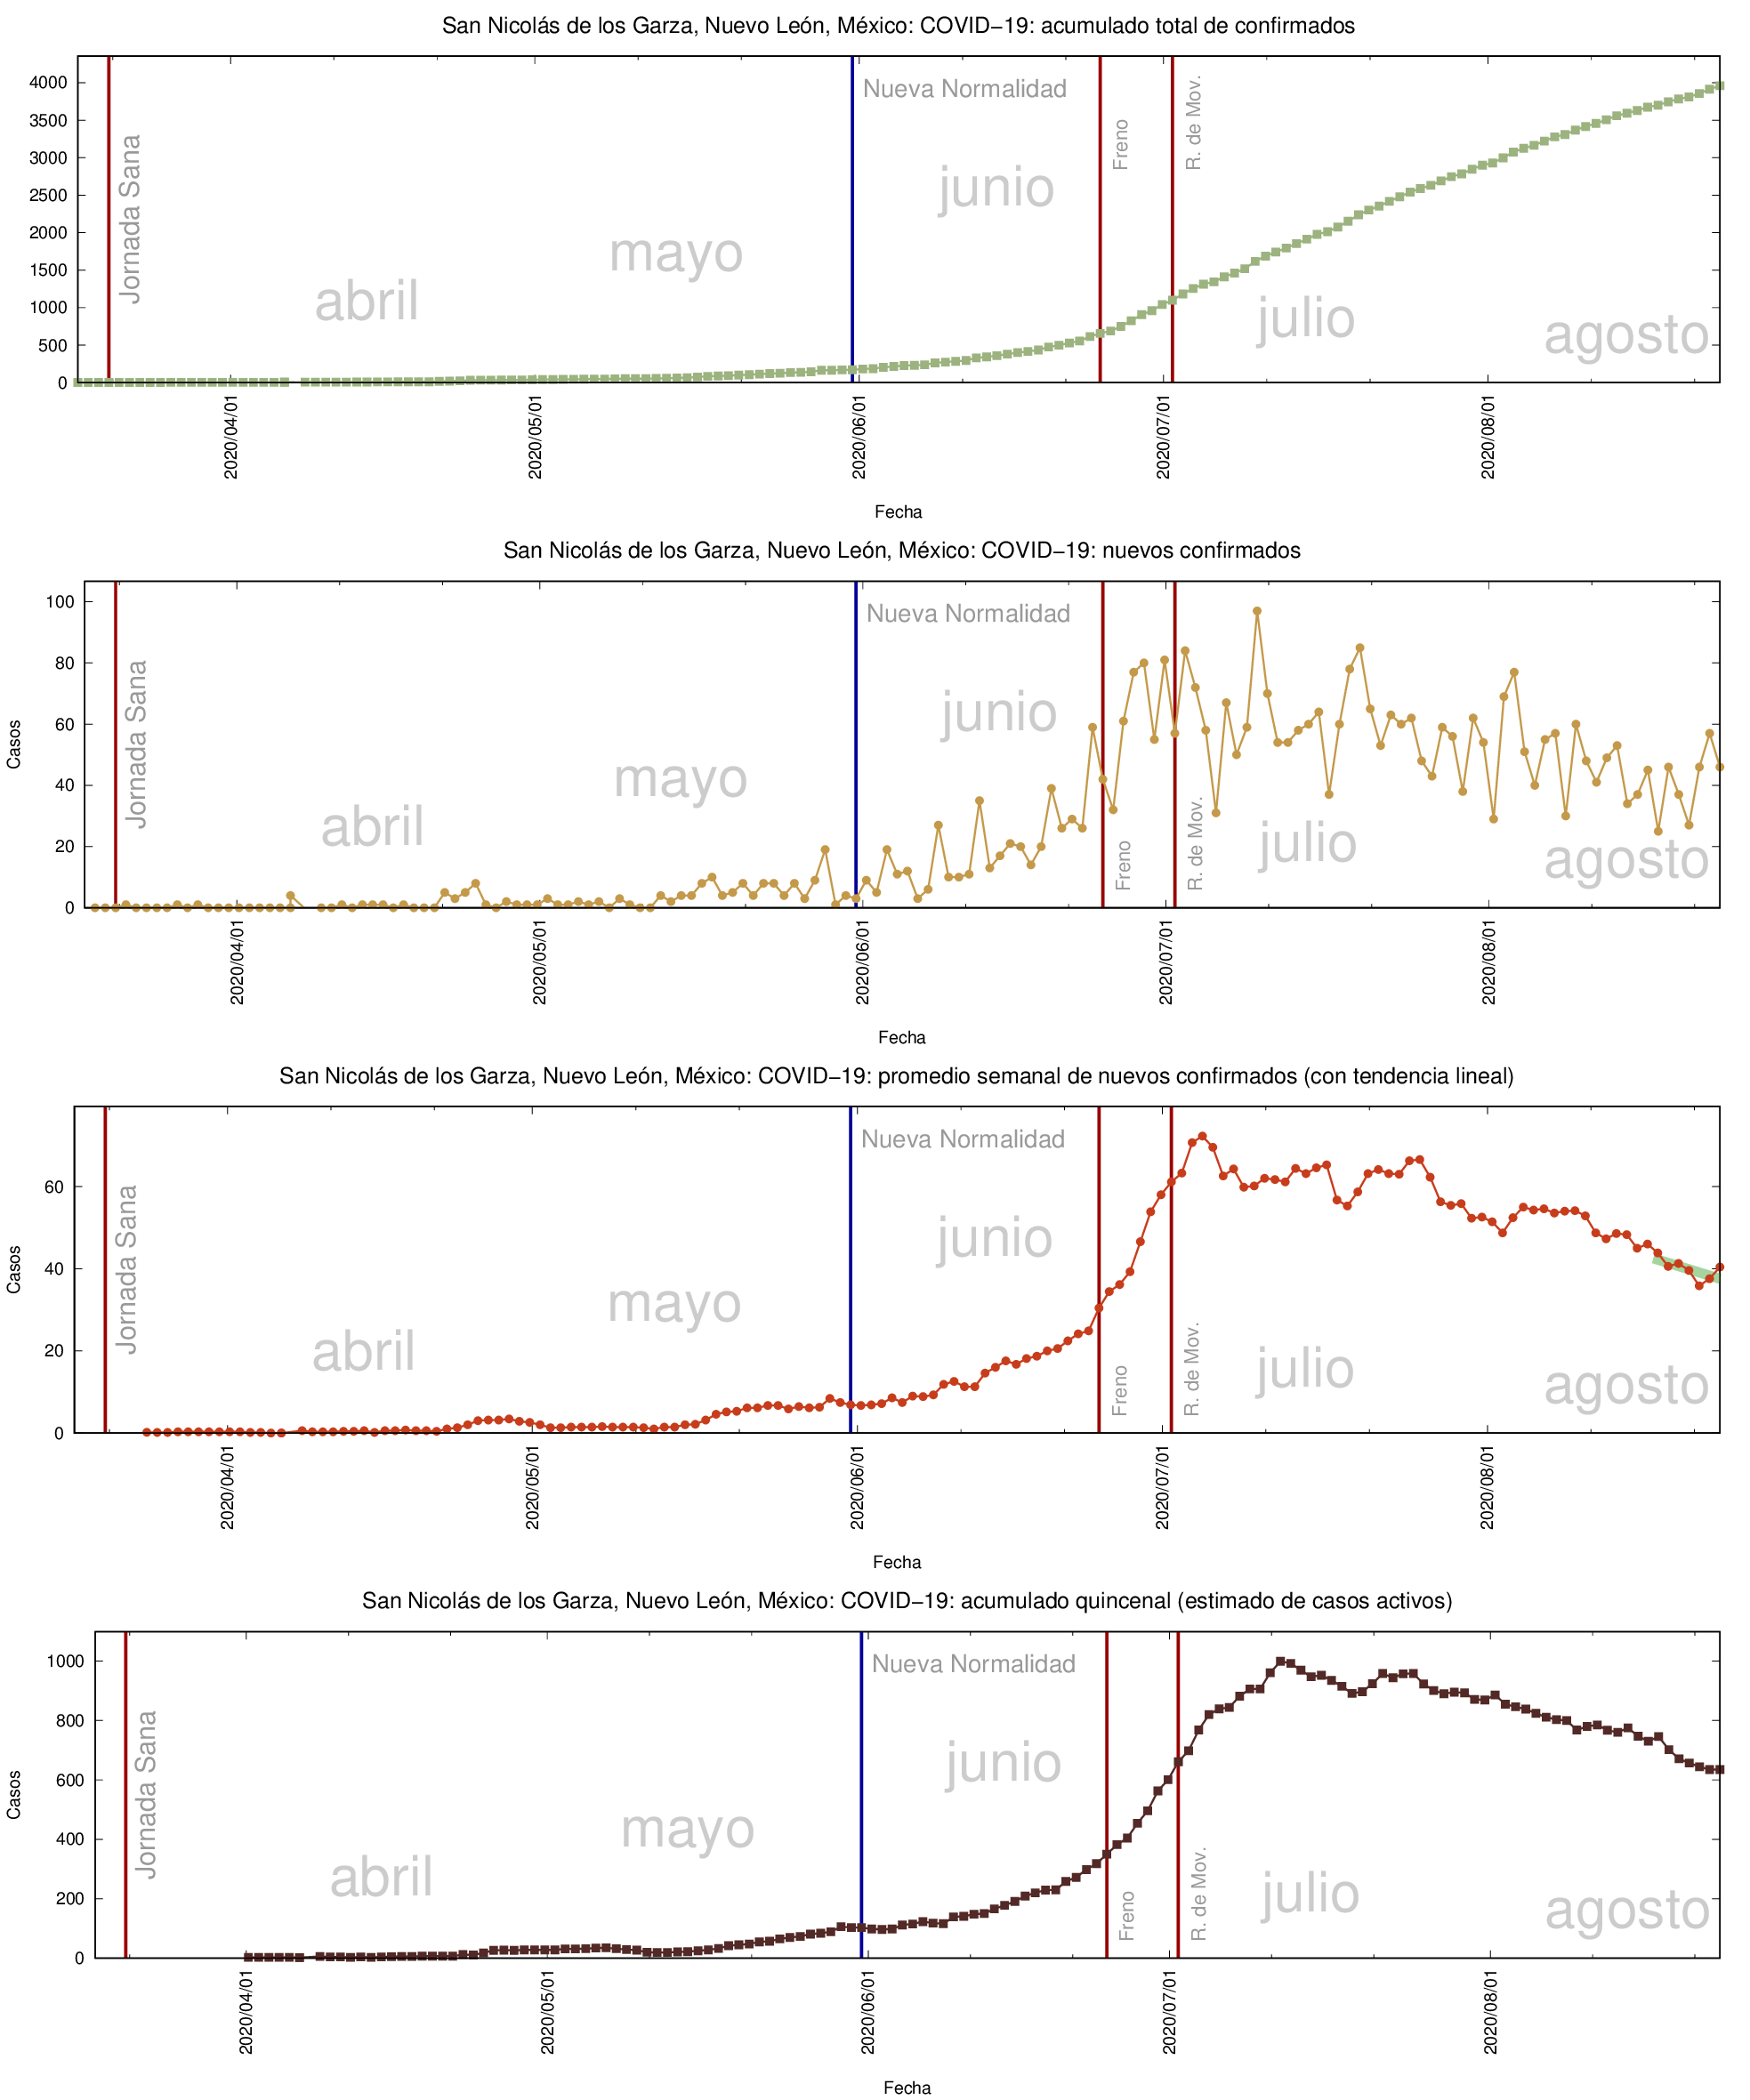 San Nicolás de los Garza, Nuevo León, México: COVID−19: acumulado total de confirmados
4000
3500
3000
2500
2000
1500
1000
500
0
Jornada Sana
abril
mayo
Nueva Normalidad
junio
Freno
R. de Mov.
julio
agosto
2020/04/01
2020/05/01
2020/06/01
2020/07/01
2020/08/01
Fecha
San Nicolás de los Garza, Nuevo León, México: COVID−19: nuevos confirmados
Casos
100
80
60
40
20
0
Jornada Sana
abril
mayo
Nueva Normalidad
junio
Freno
R. de Mov.
julio
agosto
2020/04/01
2020/05/01
2020/06/01
2020/07/01
2020/08/01
Fecha
San Nicolás de los Garza, Nuevo León, México: COVID−19: promedio semanal de nuevos confirmados (con tendencia lineal)
Casos
60
40
20
0
Jornada Sana
abril
mayo
Nueva Normalidad
junio
Freno
R. de Mov.
julio
agosto
2020/04/01
2020/05/01
2020/06/01
2020/07/01
2020/08/01
Fecha
San Nicolás de los Garza, Nuevo León, México: COVID−19: acumulado quincenal (estimado de casos activos)
Casos
1000
800
600
400
200
0
Jornada Sana
abril
mayo
Nueva Normalidad
junio
Freno
R. de Mov.
julio
agosto
2020/04/01
2020/05/01
2020/06/01
2020/07/01
2020/08/01
Fecha